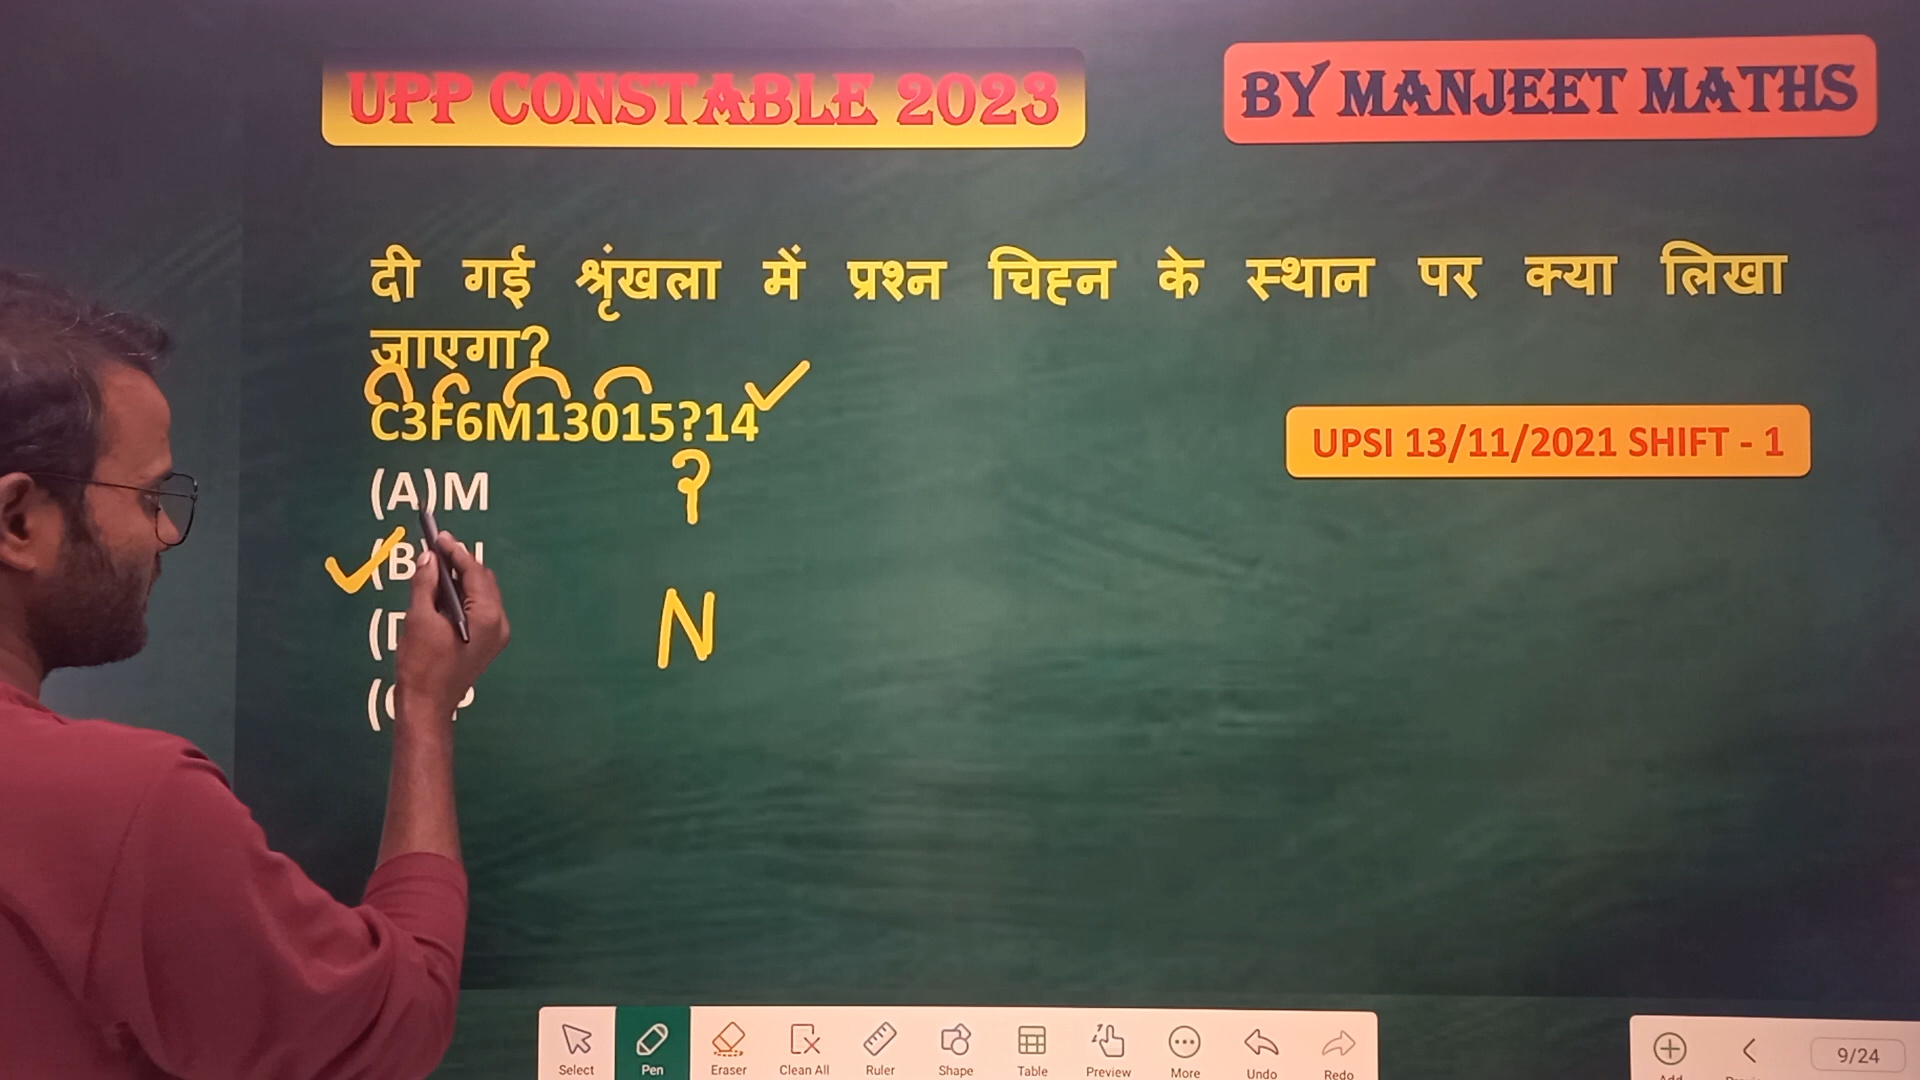 UPP CONSTABLE 2023
BY MANJEET MATHS
दी गई श्रृंखला में प्रश्न चिह्न के स्थान पर क्या लिखा
जाएगा?
C3F6M13015?14
UPSI 13/11/2021 SHIFT - 1
(A)M
?
(B)
N
P
Select
Pen
Eraser
Clean All
Ruler
Shape
Table
Preview
More
Undo
Redo
Add
9/24